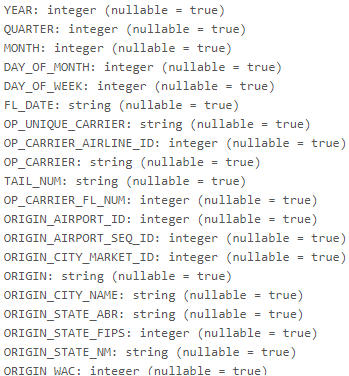 YEAR: integer (nullable = true)
QUARTER: integer (nullable = true)
MONTH: integer (nullable = true)
DAY_OF_MONTH: integer (nullable = true)
DAY_OF_WEEK: integer (nullable = true)
FL_DATE: string (nullable = true)
OP_UNIQUE_CARRIER: string (nullable = true)
OP_CARRIER_AIRLINE_ID: integer (nullable = true)
OP_CARRIER: string (nullable = true)
TAIL_NUM: string (nullable = true)
OP_CARRIER_FL_NUM: integer (nullable = true)
ORIGIN_AIRPORT_ID: integer (nullable = true)
ORIGIN_AIRPORT_SEQ_ID: integer (nullable = true)
ORIGIN_CITY_MARKET_ID: integer (nullable = true)
ORIGIN: string (nullable = true)
ORIGIN_CITY_NAME: string (nullable = true)
ORIGIN_STATE_ABR: string (nullable = true)
ORIGIN_STATE_FIPS: integer (nullable = true)
ORIGIN_STATE_NM: string (nullable = true)
ORIGIN_WAC: integer (nullable = true)